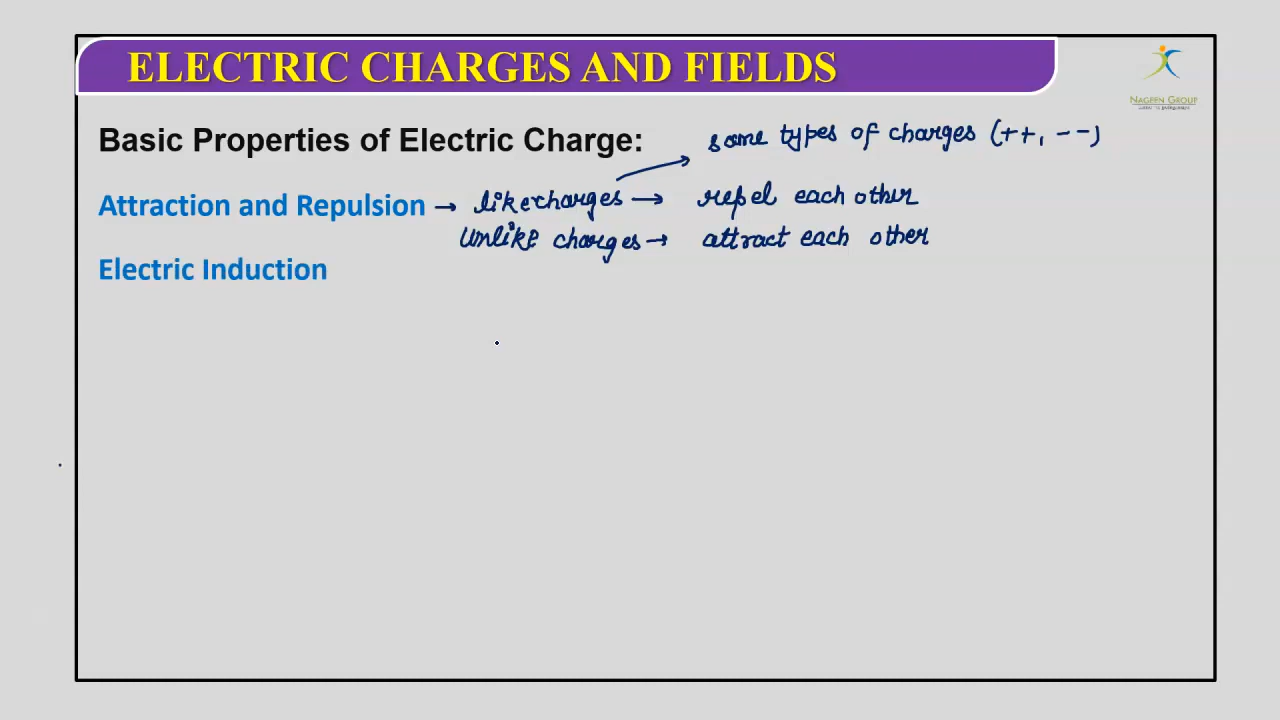 ELECTRIC CHARGES AND FIELDS
NAGEEN GROUP
Basic Properties of Electric Charge:
same types of charges (++, --)
Attraction and Repulsion → like charges → repel each other
Unlike charges → attract each other
Electric Induction